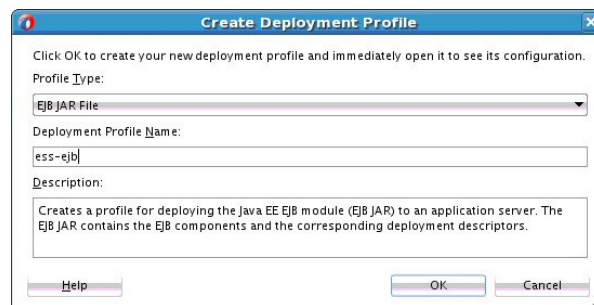 Create Deployment Profile
Click OK to create your new deployment profile and immediately open it to see its configuration.
Profile Type:
EJB JAR File
Deployment Profile Name:
ess-ejb
Description:
Creates a profile for deploying the Java EE EJB module (EJB JAR) to an application server. The
EJB JAR contains the EJB components and the corresponding deployment descriptors.
Help OK Cancel